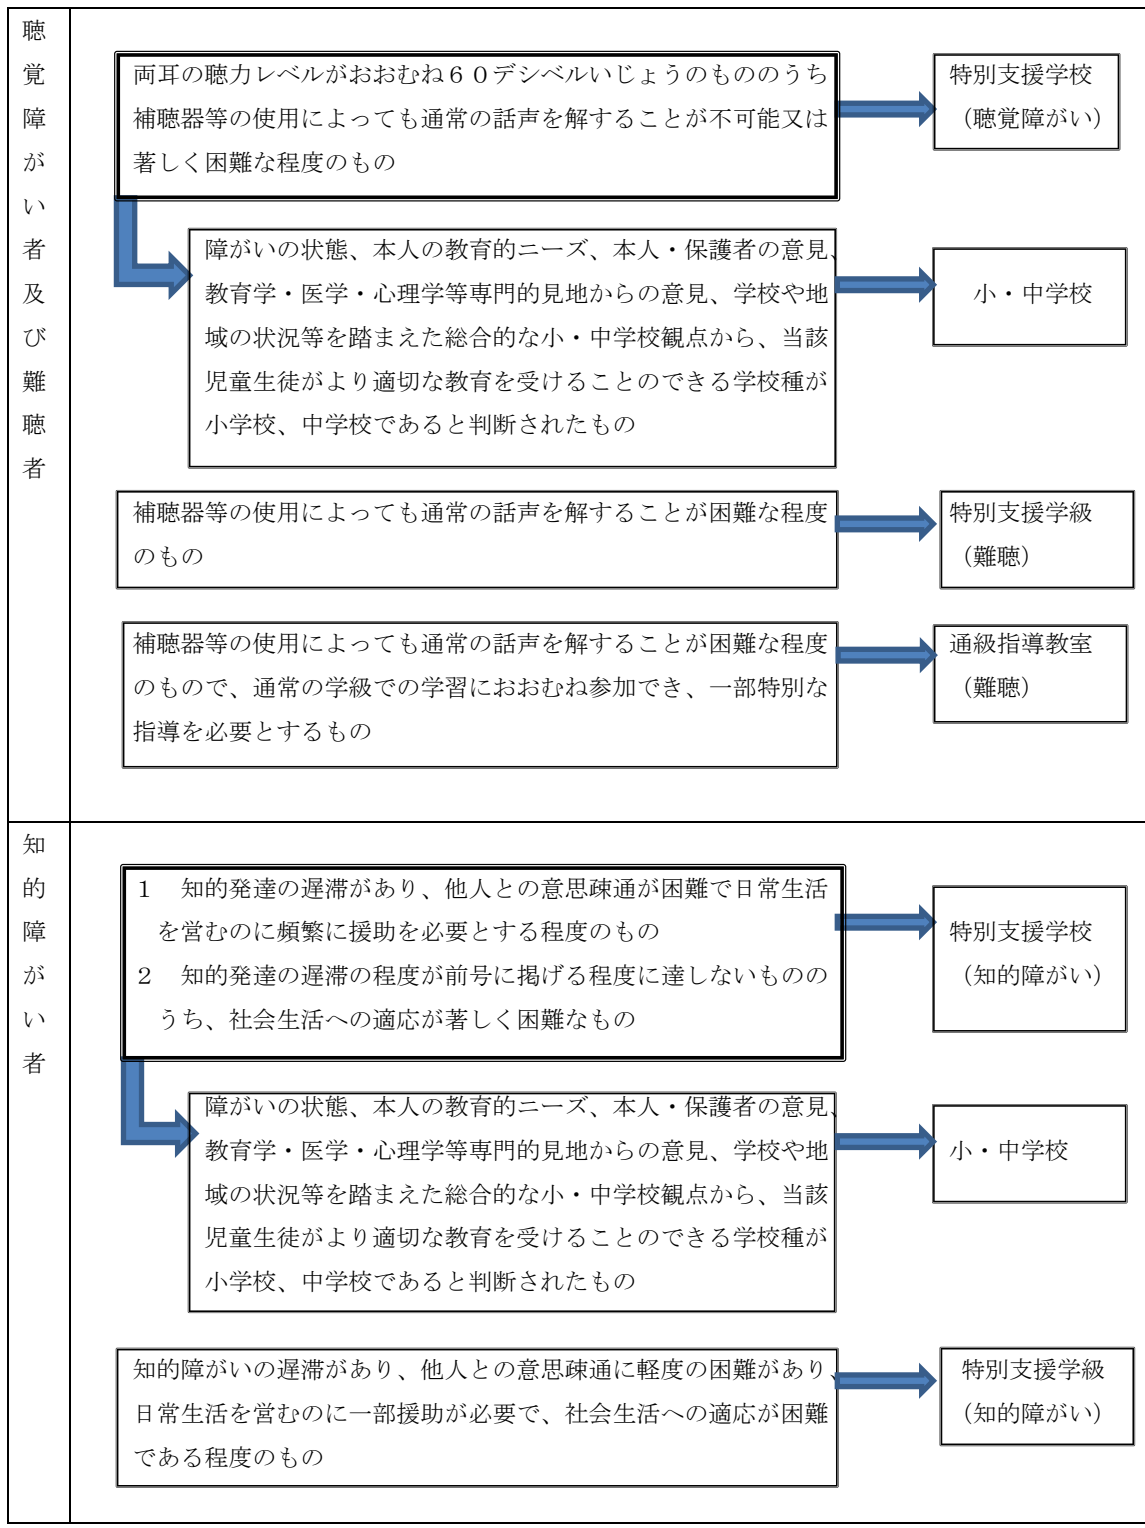 聴覚障がい者及び難聴者
両耳の聴力レベルがおおむね６０デシベルいじょうのもののうち
補聴器等の使用によっても通常の話声を解することが不可能又は
著しく困難な程度のもの
特別支援学校
（聴覚障がい）
障がいの状態、本人の教育的ニーズ、本人・保護者の意見、
教育学・医学・心理学等専門的見地からの意見、学校や地
域の状況等を踏まえた総合的な小・中学校観点から、当該
児童生徒がより適切な教育を受けることのできる学校種が
小学校、中学校であると判断されたもの
小・中学校
補聴器等の使用によっても通常の話声を解することが困難な程度
のもの
特別支援学級
（難聴）
補聴器等の使用によっても通常の話声を解することが困難な程度
のもので、通常の学級での学習におおむね参加でき、一部特別な
指導を必要とするもの
通級指導教室
（難聴）
知的障がい者
１　知的発達の遅滞があり、他人との意思疎通が困難で日常生活
を営むのに頻繁に援助を必要とする程度のもの
２　知的発達の遅滞の程度が前号に掲げる程度に達しないものの
うち、社会生活への適応が著しく困難なもの
特別支援学校
（知的障がい）
障がいの状態、本人の教育的ニーズ、本人・保護者の意見、
教育学・医学・心理学等専門的見地からの意見、学校や地
域の状況等を踏まえた総合的な小・中学校観点から、当該
児童生徒がより適切な教育を受けることのできる学校種が
小学校、中学校であると判断されたもの
小・中学校
知的障がいの遅滞があり、他人との意思疎通に軽度の困難があり、
日常生活を営むのに一部援助が必要で、社会生活への適応が困難
である程度のもの
特別支援学級
（知的障がい）